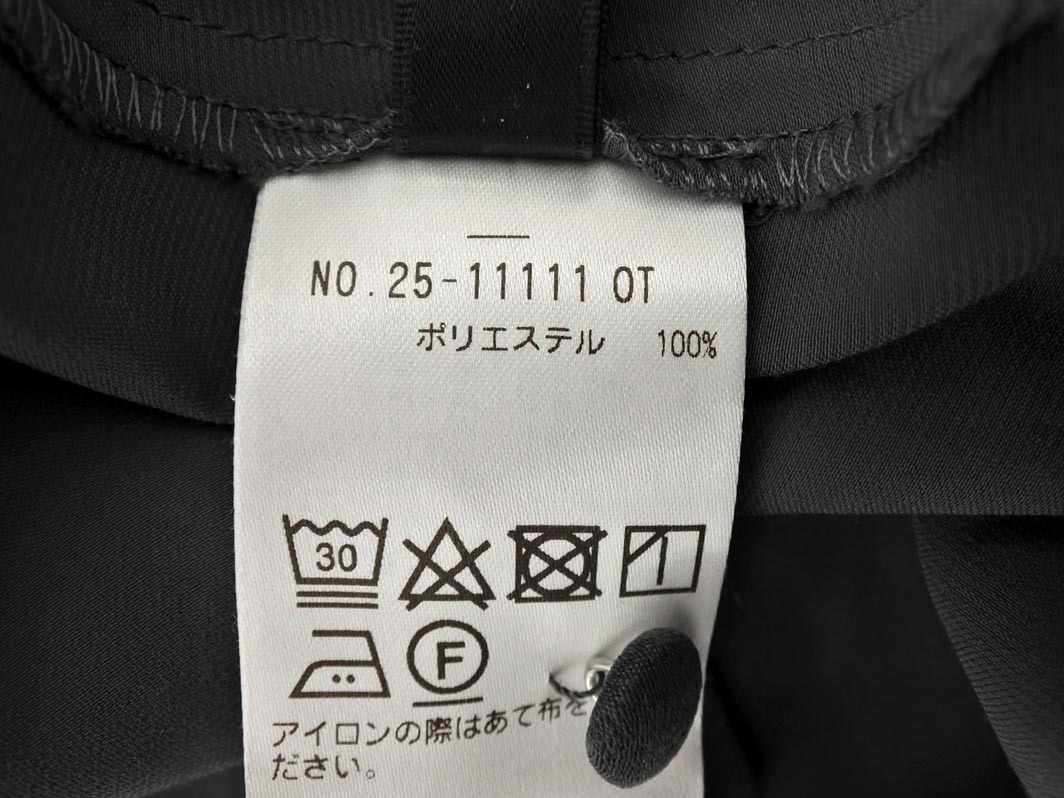 NO.25-11111 OT
ポリエステル 100%
30
F
アイロンの際はあて布を
ださい。